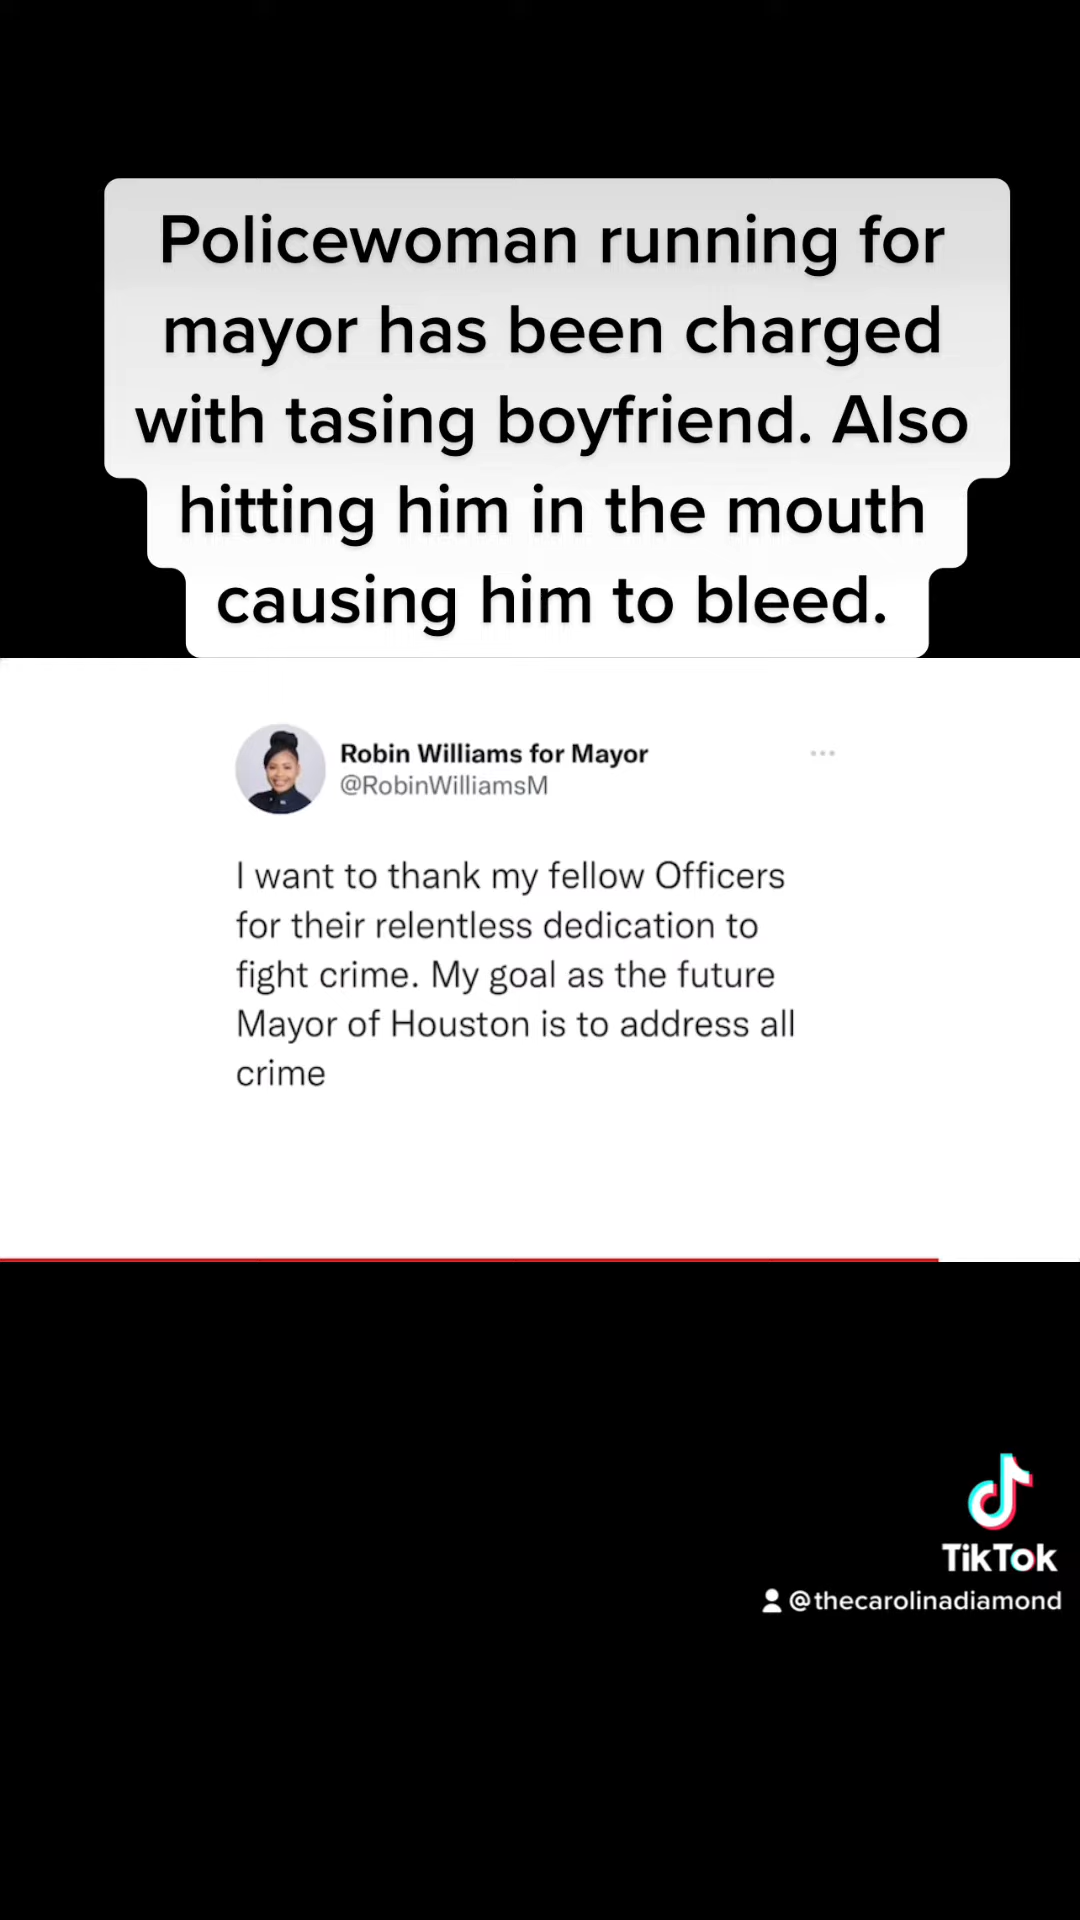 Policewoman running for
mayor has been charged
with tasing boyfriend. Also
hitting him in the mouth
causing him to bleed.
Robin Williams for Mayor
@RobinWilliamsM
I want to thank my fellow Officers
for their relentless dedication to
fight crime. My goal as the future
Mayor of Houston is to address all
crime
TikTok
@thecarolinadiamond